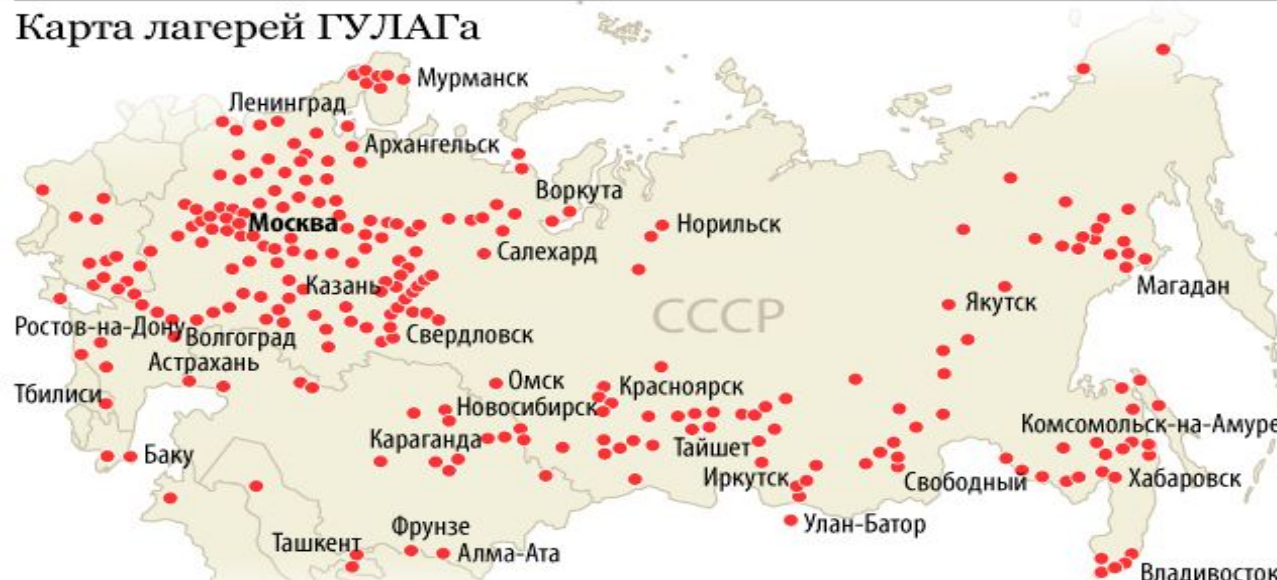 Карта лагерей ГУЛАГа
Мурманск
Ленинград
Архангельск
Воркута
Москва
Норильск
Салехард
Казань
Магадан
Якутск
СССР
Ростов-на-Дону
Волгоград
Свердловск
Астрахань
Омск
Красноярск
Тбилиси
Новосибирск
Комсомольск-на-Амуре
Караганда
Тайшет
Баку
Иркутск
Свободный
Хабаровск
Улан-Батор
Фрунзе
Ташкент
Алма-Ата
Владивосток